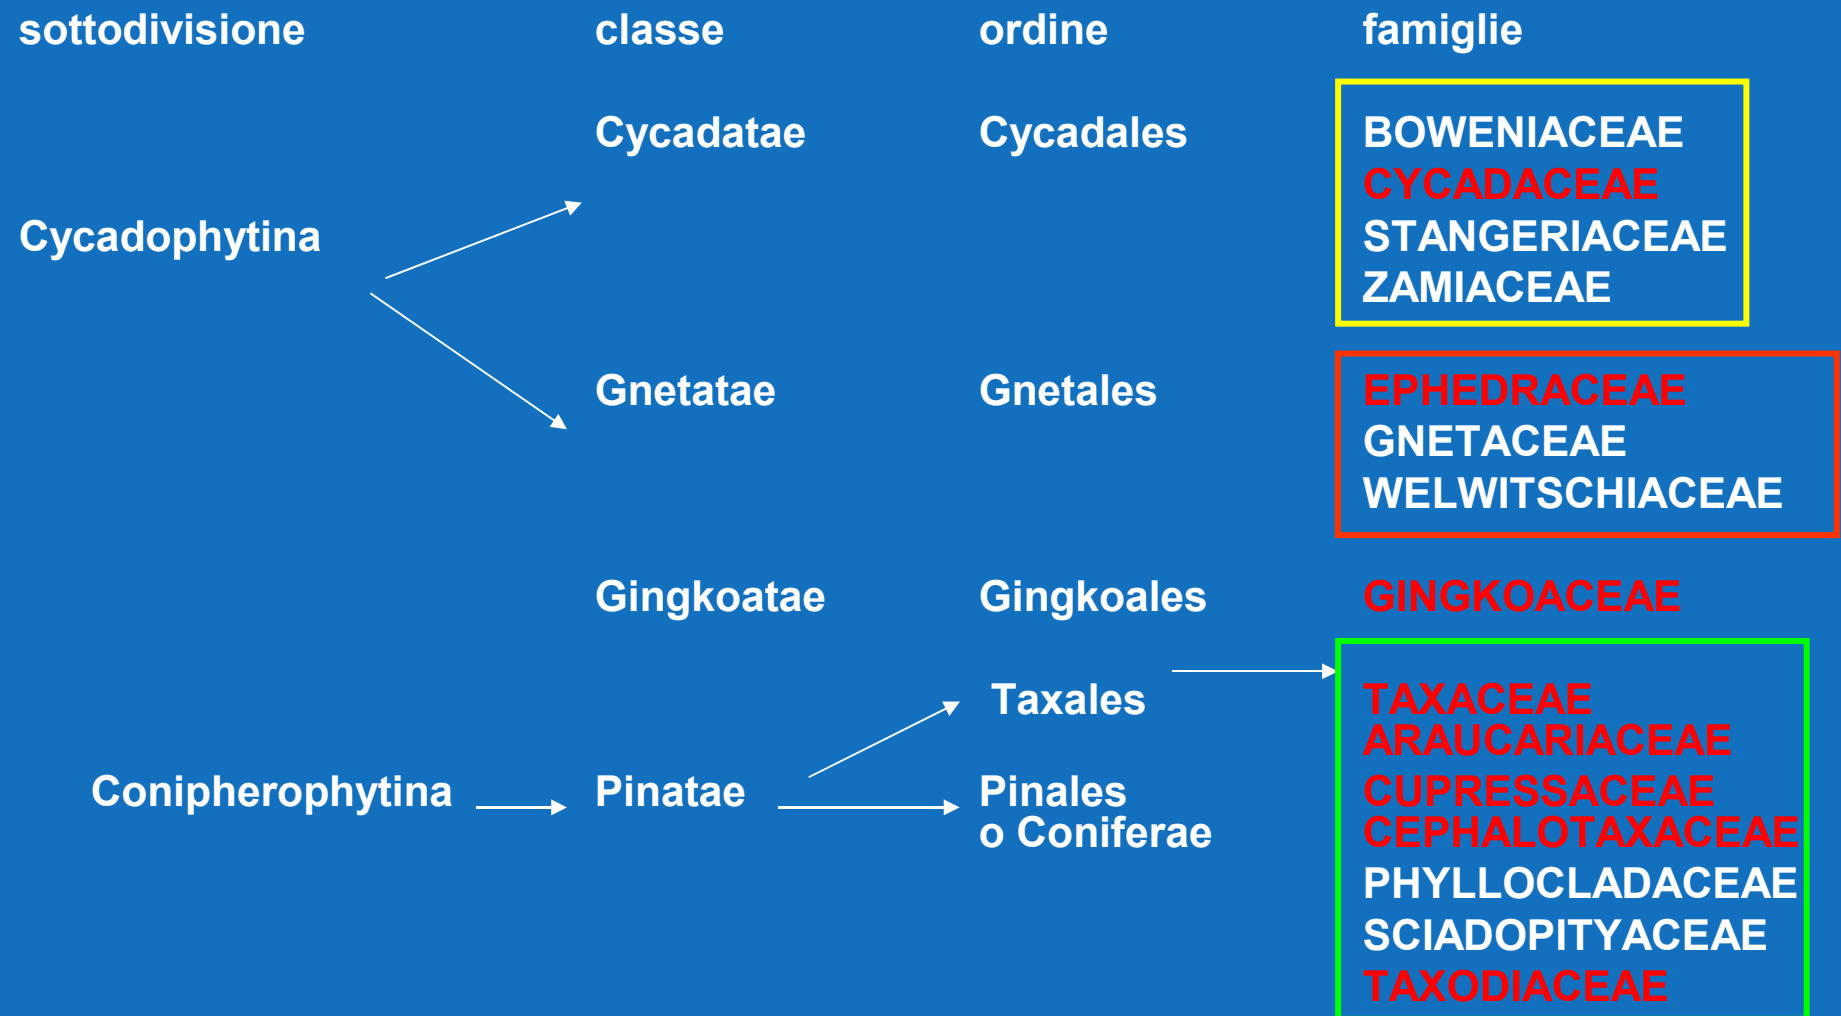 sottodivisione classe ordine famiglie
Cycadatae Cycadales BOWENIACEAE
CYCADACEAE
Cycadophytina STANGERIACEAE
ZAMIACEAE
Gnetatae Gnetales EPHEDRACEAE
GNETACEAE
WELWITSCHIACEAE
Gingkoatae Gingkoales GINGKOACEAE
Taxales TAXACEAE
ARAUCARIACEAE
Conipherophytina Pinatae Pinales CUPRESSACEAE
o Coniferae CEPHALOTAXACEAE
PHYLLOCLADACEAE
SCIADOPITYACEAE
TAXODIACEAE